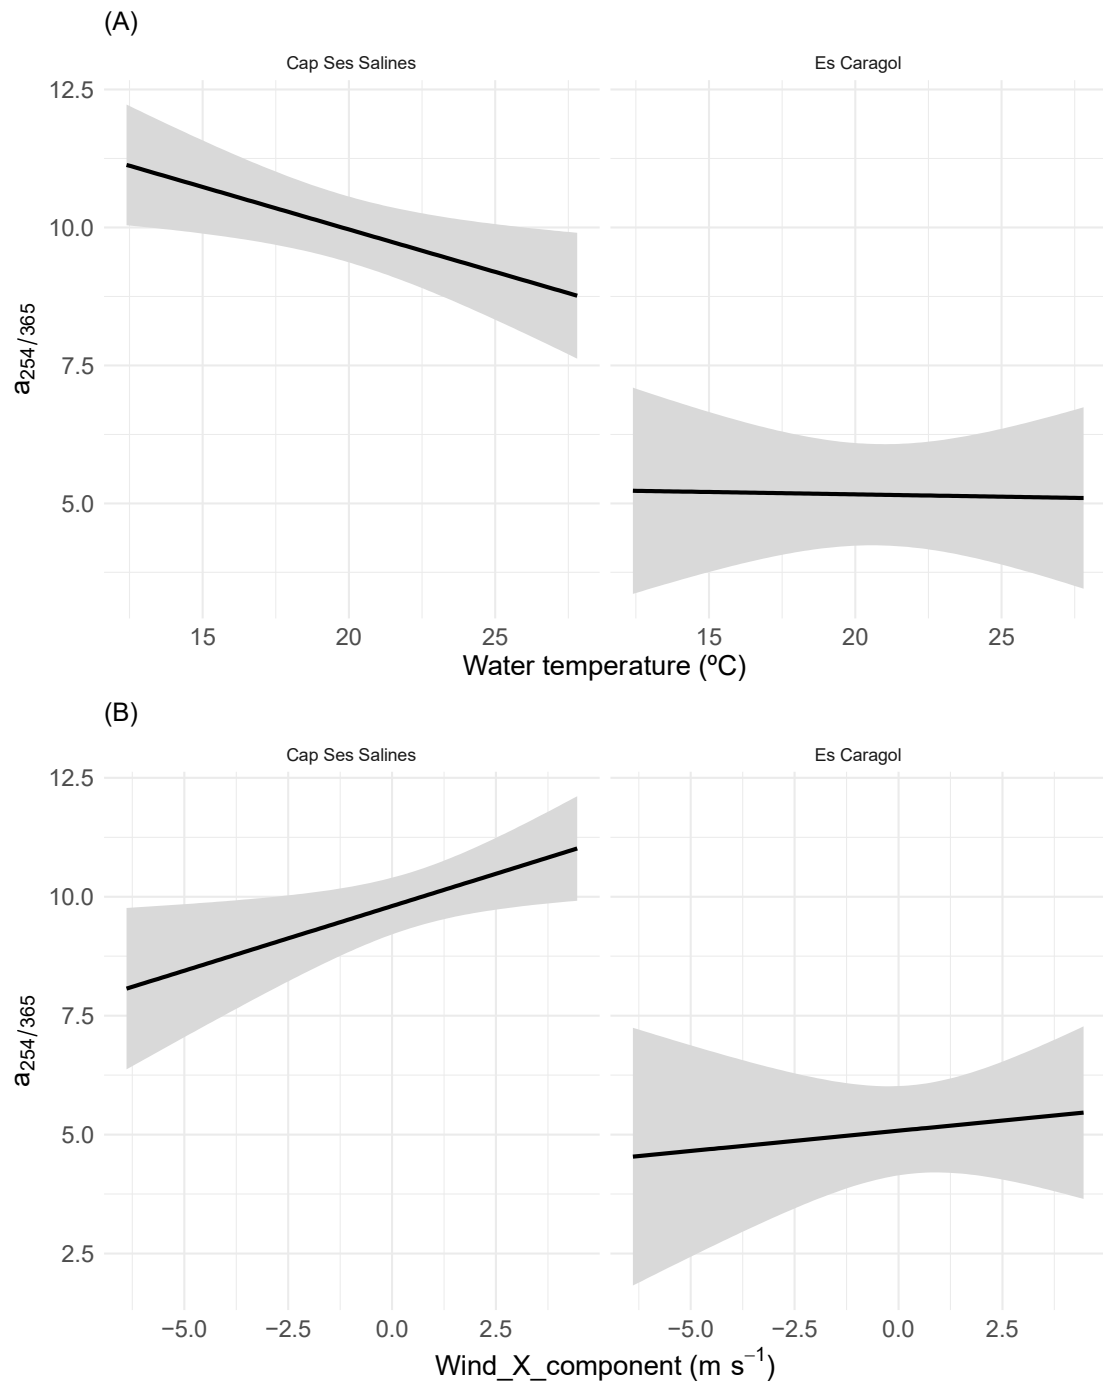 (A)
Cap Ses Salines Es Caragol
12.5
10.0
7.5
5.0
a254/365
15 20 25 15 20 25
Water temperature (ºC)
(B)
Cap Ses Salines Es Caragol
12.5
10.0
7.5
5.0
2.5
a254/365
−5.0 −2.5 0.0 2.5 −5.0 −2.5 0.0 2.5
Wind_X_component (m s⁻¹)